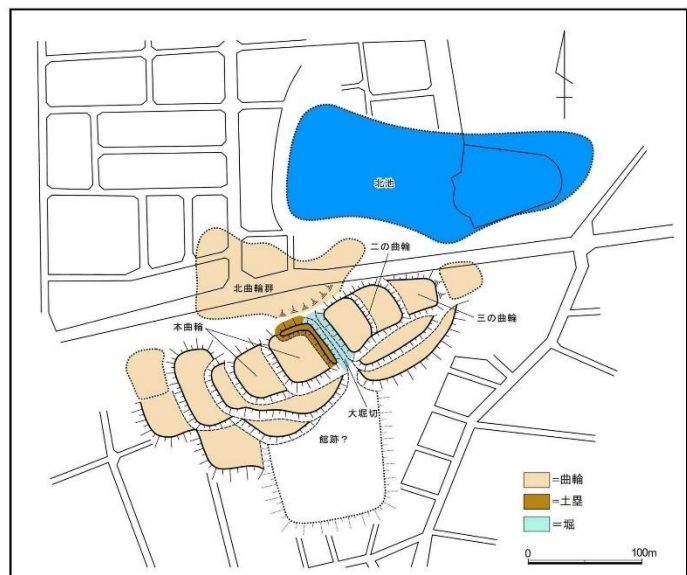 北池
二の曲輪
北曲輪群
三の曲輪
本曲輪
大堀切
館跡?
=曲輪
=土塁
=堀
0 100m